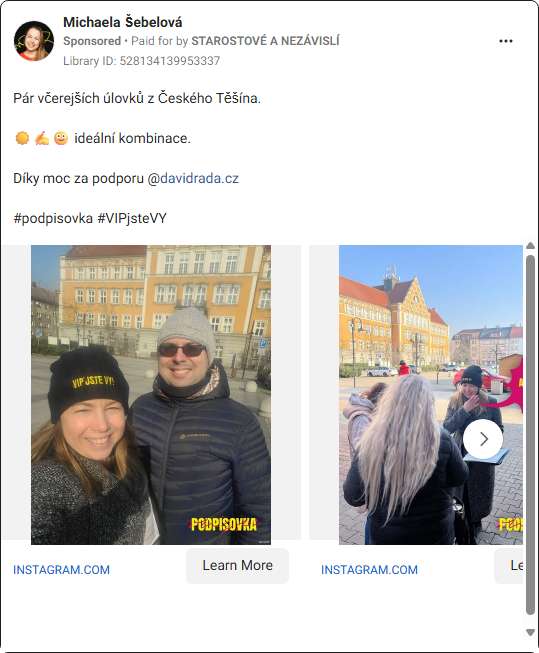 Michaela Šebelová
Sponsored • Paid for by STAROSTOVÉ A NEZÁVISLÍ
Library ID: 528134139953337
Pár včerejších úlovků z Českého Těšína.
🌞✍️🙂 ideální kombinace.
Díky moc za podporu @davidrada.cz
#podpisovka #VIPjsteVY
VIP JSTE VY!
PODPISOVKA
PODPISOVKA
INSTAGRAM.COM
Learn More
INSTAGRAM.COM
Le